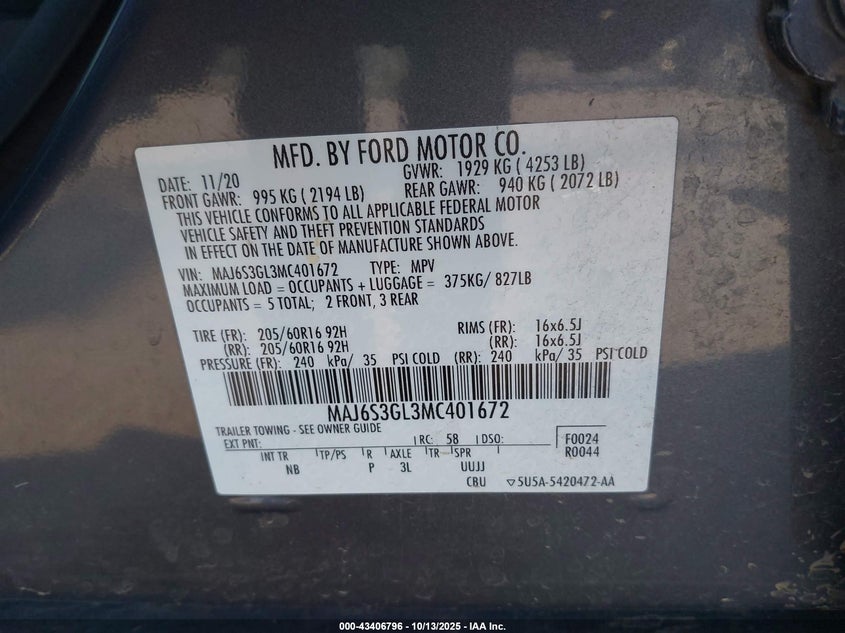 MFD. BY FORD MOTOR CO.
DATE: 11/20 GVWR: 1929 KG ( 4253 LB)
FRONT GAWR: 995 KG ( 2194 LB) REAR GAWR: 940 KG ( 2072 LB)
THIS VEHICLE CONFORMS TO ALL APPLICABLE FEDERAL MOTOR
VEHICLE SAFETY AND THEFT PREVENTION STANDARDS
IN EFFECT ON THE DATE OF MANUFACTURE SHOWN ABOVE.
VIN: MAJ6S3GL3MC401672 TYPE: MPV
MAXIMUM LOAD = OCCUPANTS + LUGGAGE = 375KG/ 827LB
OCCUPANTS = 5 TOTAL; 2 FRONT, 3 REAR
TIRE (FR): 205/60R16 92H RIMS (FR): 16x6.5J
(RR): 205/60R16 92H (RR): 16x6.5J
PRESSURE (FR): 240 kPa/ 35 PSI COLD (RR): 240 kPa/ 35 PSI COLD
MAJ6S3GL3MC401672
TRAILER TOWING - SEE OWNER GUIDE
EXT PNT: RC: 58 DSO: F0024
R0044
INT TR TP/PS R AXLE TR SPR
NB P 3L UUJJ
CBU 5U5A-5420472-AA
000-43406796 - 10/13/2025 - IAA Inc.